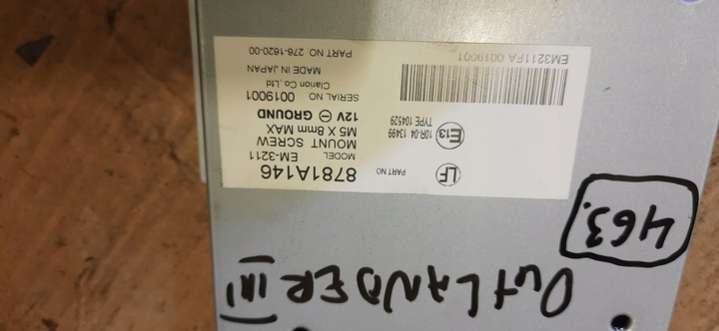 OUTLANDER III
463.
LF
PART NO 8781A146
MODEL EM-3211
MOUNT SCREW
M5 X 8mm MAX
12V ⊖ GROUND
E13 10R-04 13499
TYPE 104529
SERIAL NO 0019001
Clarion Co.,Ltd
MADE IN JAPAN
PART NO 276-1620-00
EM3211FA 0019001